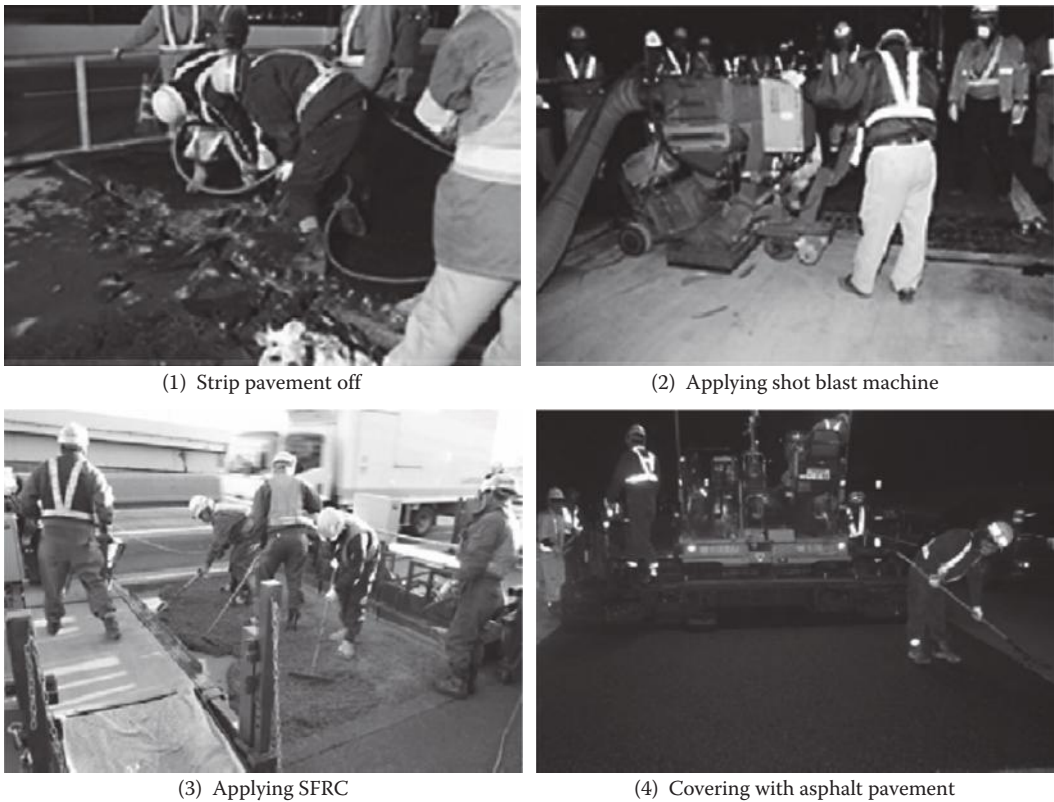 (1) Strip pavement off
(2) Applying shot blast machine
(3) Applying SFRC
(4) Covering with asphalt pavement